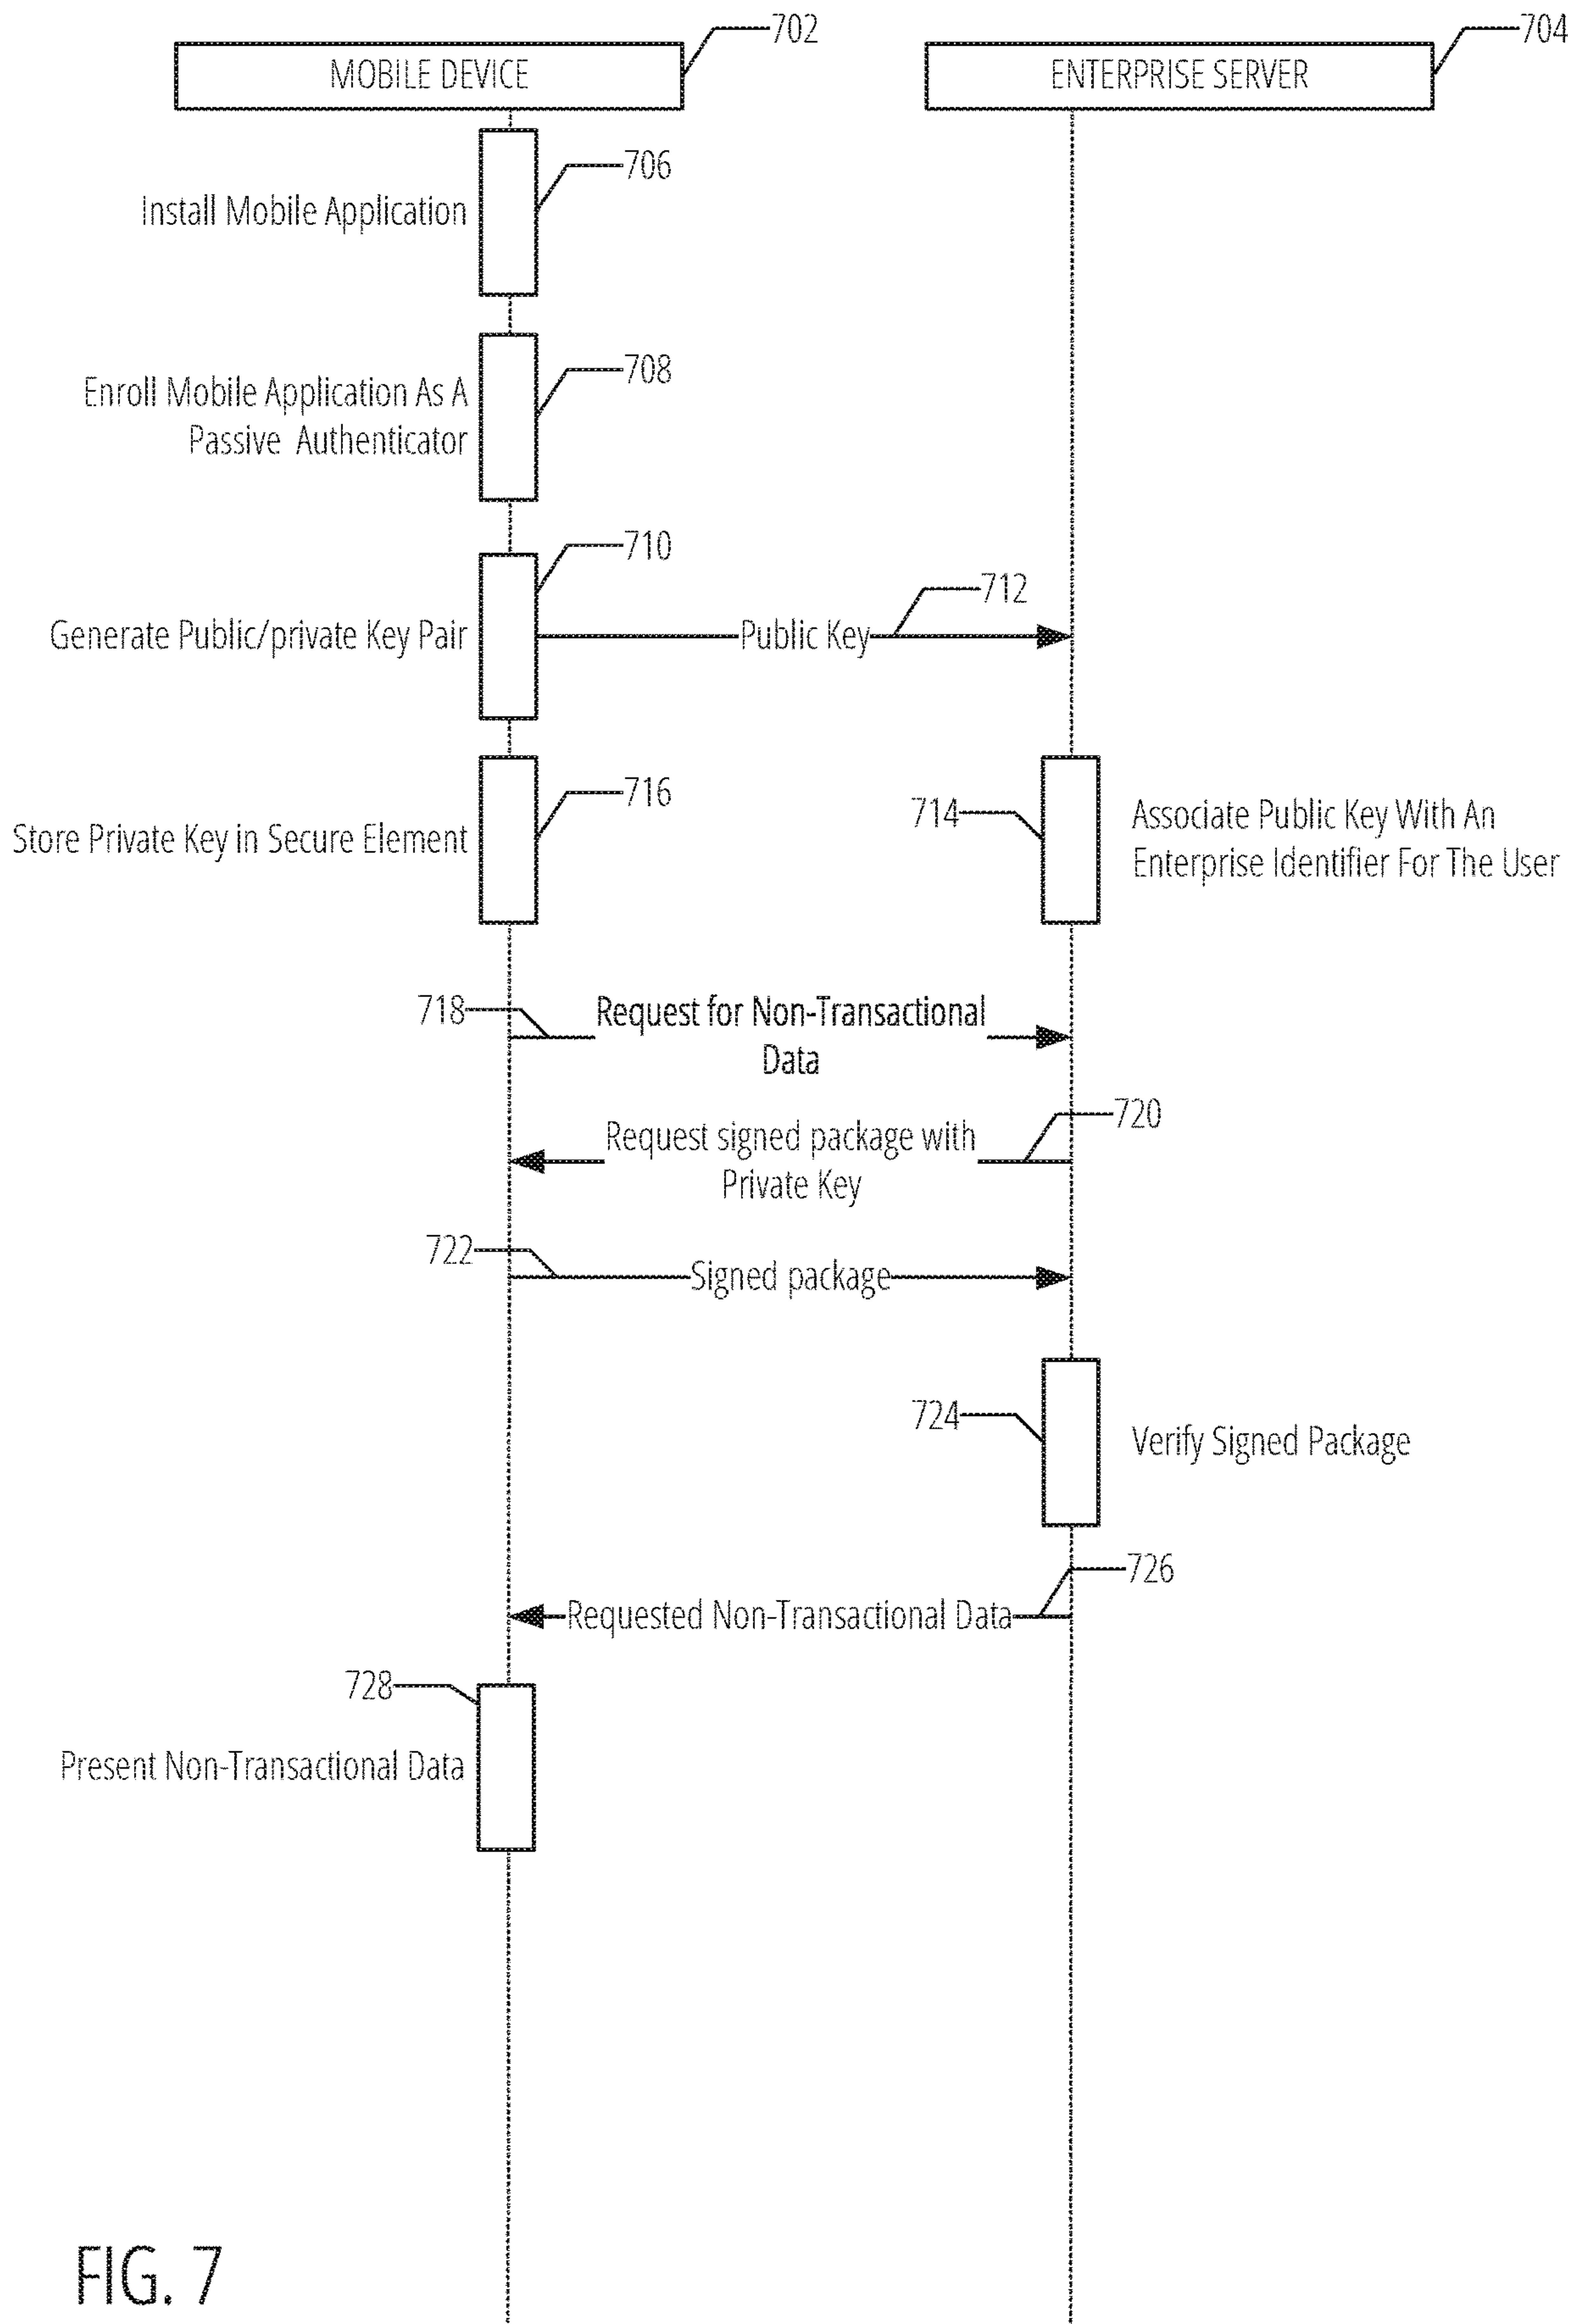 702
704
MOBILE DEVICE
ENTERPRISE SERVER
706
Install Mobile Application
708
Enroll Mobile Application As A
Passive Authenticator
710
712
Generate Public/private Key Pair
Public Key
716
714
Store Private Key in Secure Element
Associate Public Key With An
Enterprise Identifier For The User
718
Request for Non-Transactional
Data
720
Request signed package with
Private Key
722
Signed package
724
Verify Signed Package
726
Requested Non-Transactional Data
728
Present Non-Transactional Data
FIG. 7